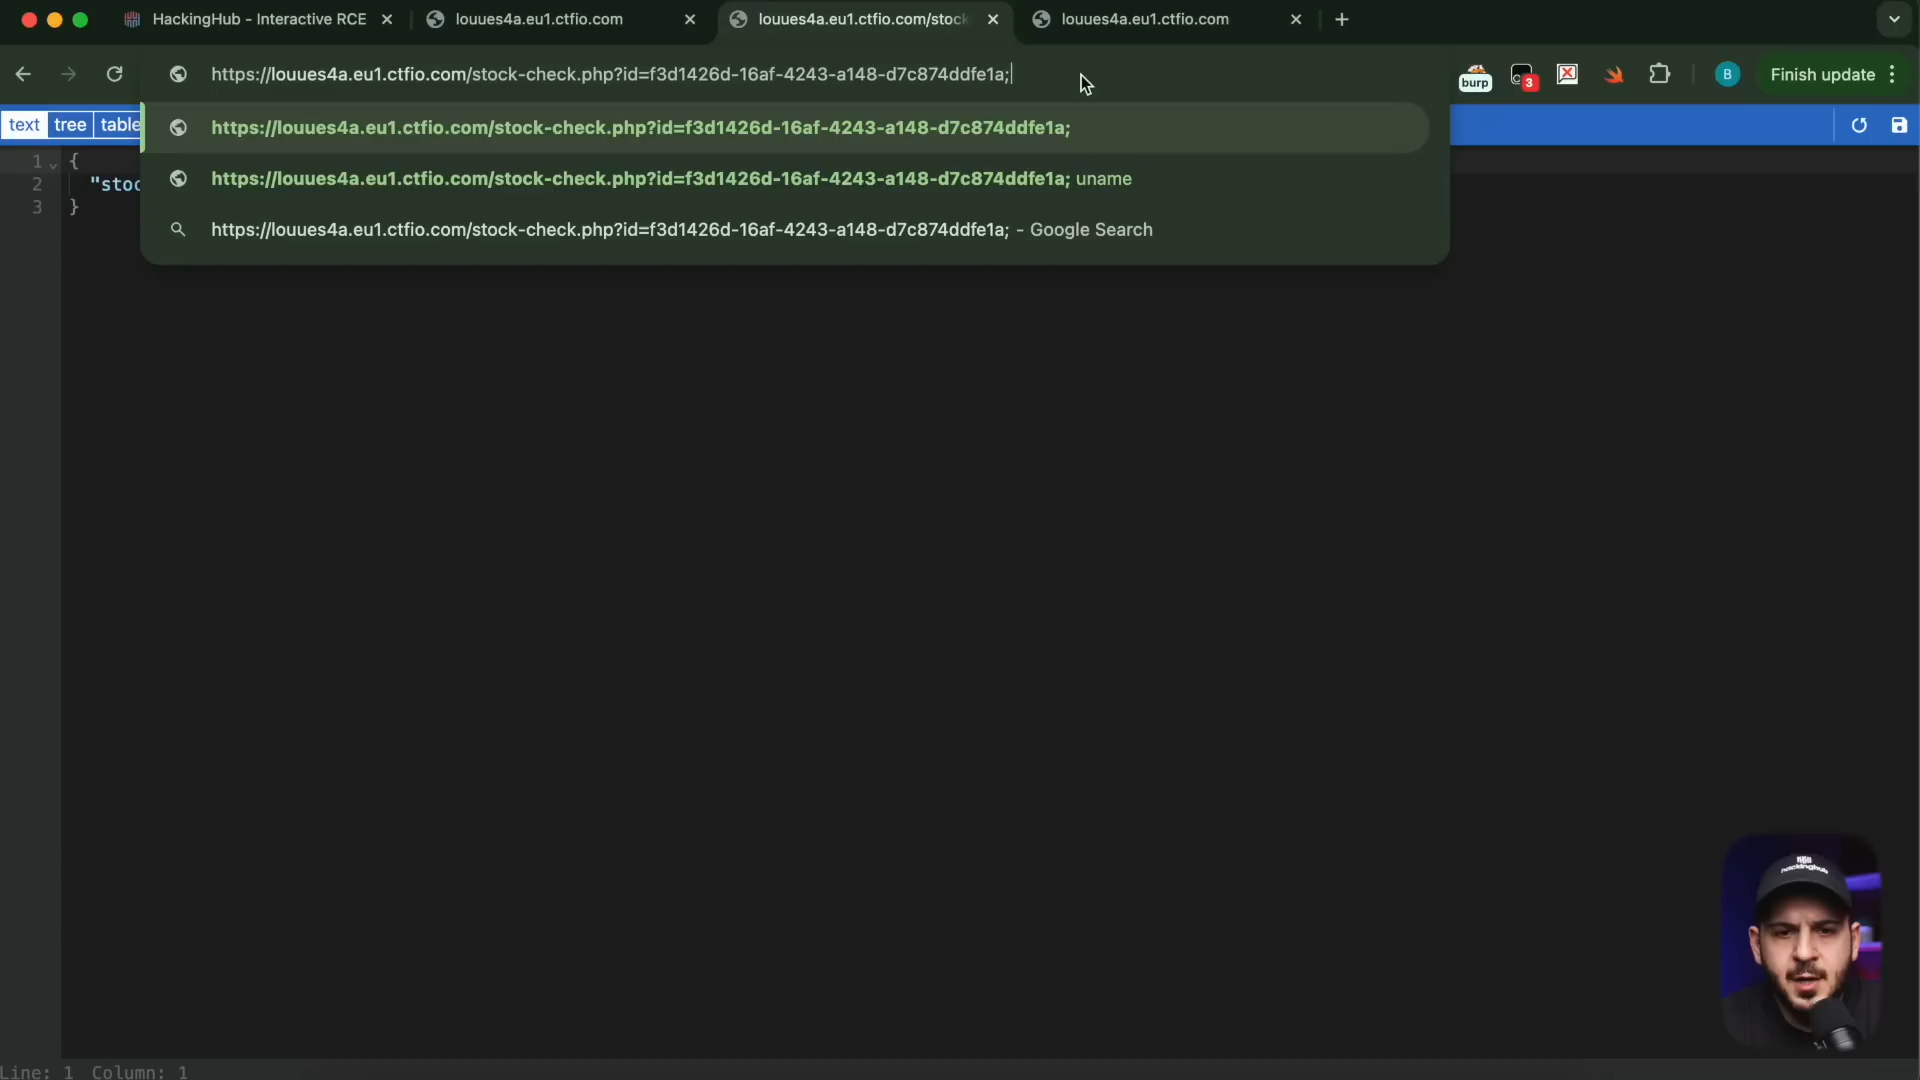 HackingHub - Interactive RCE
louues4a.eu1.ctfio.com
louues4a.eu1.ctfio.com/stock
louues4a.eu1.ctfio.com
https://louues4a.eu1.ctfio.com/stock-check.php?id=f3d1426d-16af-4243-a148-d7c874ddfe1a;
burp
3
B
Finish update
text
tree
table
https://louues4a.eu1.ctfio.com/stock-check.php?id=f3d1426d-16af-4243-a148-d7c874ddfe1a;
https://louues4a.eu1.ctfio.com/stock-check.php?id=f3d1426d-16af-4243-a148-d7c874ddfe1a; uname
https://louues4a.eu1.ctfio.com/stock-check.php?id=f3d1426d-16af-4243-a148-d7c874ddfe1a; - Google Search
1 {
2 "stoc
3 }
hackinghub
Line: 1 Column: 1